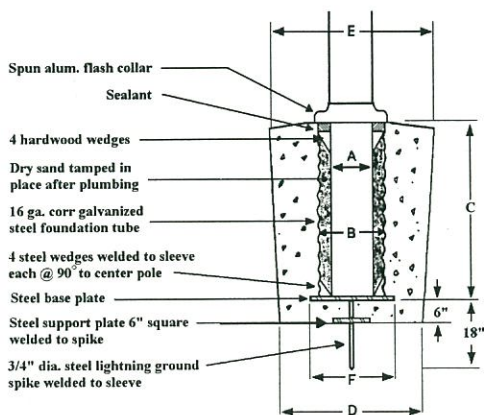 E
Spun alum. flash collar
Sealant
4 hardwood wedges
A
Dry sand tamped in
place after plumbing
C
16 ga. corr galvanized
steel foundation tube
B
4 steel wedges welded to sleeve
each @ 90° to center pole
Steel base plate
6"
18"
Steel support plate 6" square
welded to spike
3/4" dia. steel lightning ground
spike welded to sleeve
F
D